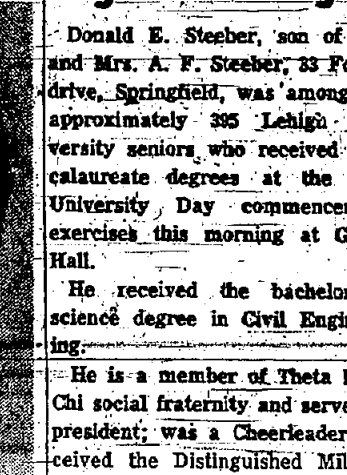 Donald E. Steeber, son of
and Mrs. A. F. Steeber, 33
drive, Springfield, was among
approximately 395 Lehigh
versity seniors who received
calaureate degrees at the
University Day commence
exercises this morning at G
Hall.
He received the bachelor
science degree in Civil Engi
ing.
He is a member of Theta
Chi social fraternity and serve
president; was a Cheerleader
ceived the Distinguished Mil